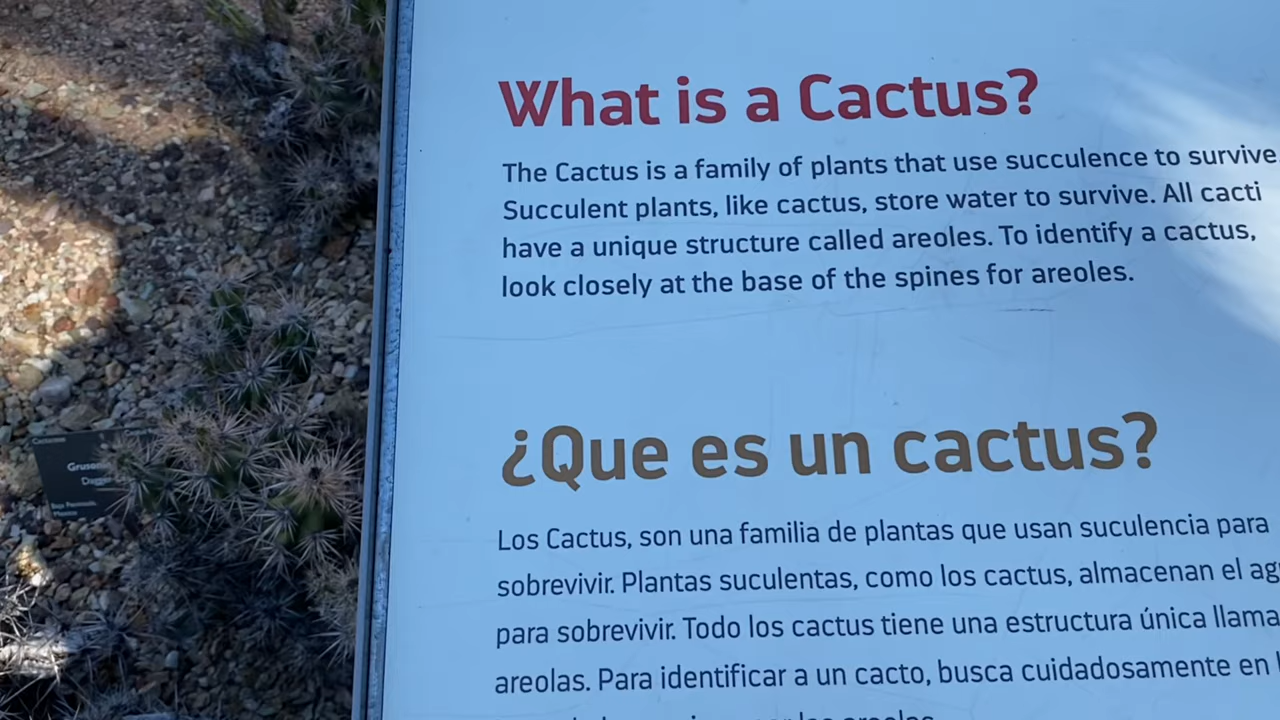 What is a Cactus?
The Cactus is a family of plants that use succulence to survive
Succulent plants, like cactus, store water to survive. All cacti
have a unique structure called areoles. To identify a cactus,
look closely at the base of the spines for areoles.
¿Que es un cactus?
Los Cactus, son una familia de plantas que usan suculencia para
sobrevivir. Plantas suculentas, como los cactus, almacenan el
para sobrevivir. Todo los cactus tiene una estructura única
areolas. Para identificar a un cacto, busca cuidadosamente en
areolas.
Mexico